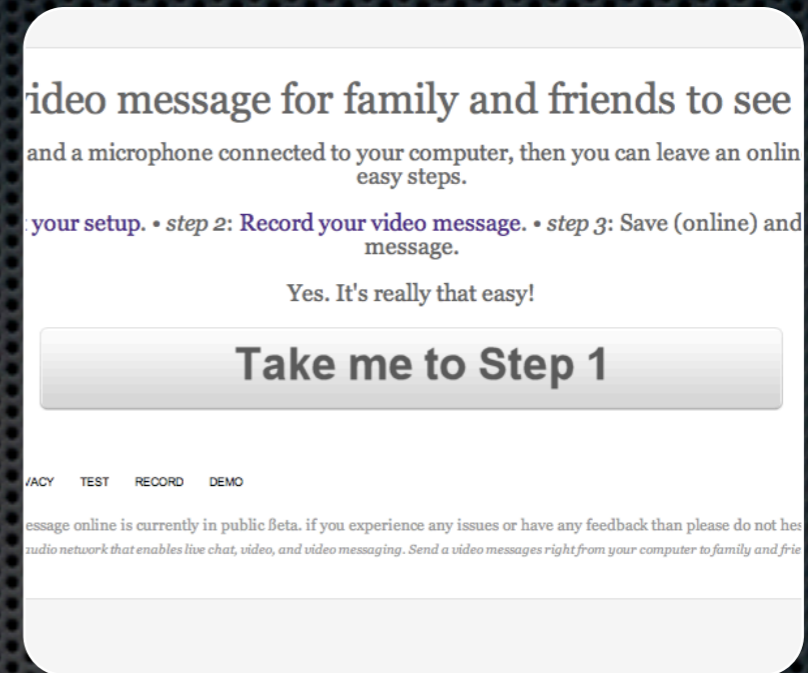 ideo message for family and friends to see
and a microphone connected to your computer, then you can leave an onlin
easy steps.
your setup. • step 2: Record your video message. • step 3: Save (online) and
message.
Yes. It's really that easy!
Take me to Step 1
VACY TEST RECORD DEMO
essage online is currently in public ßeta. if you experience any issues or have any feedback than please do not hes
audio network that enables live chat, video, and video messaging. Send a video messages right from your computer to family and frie